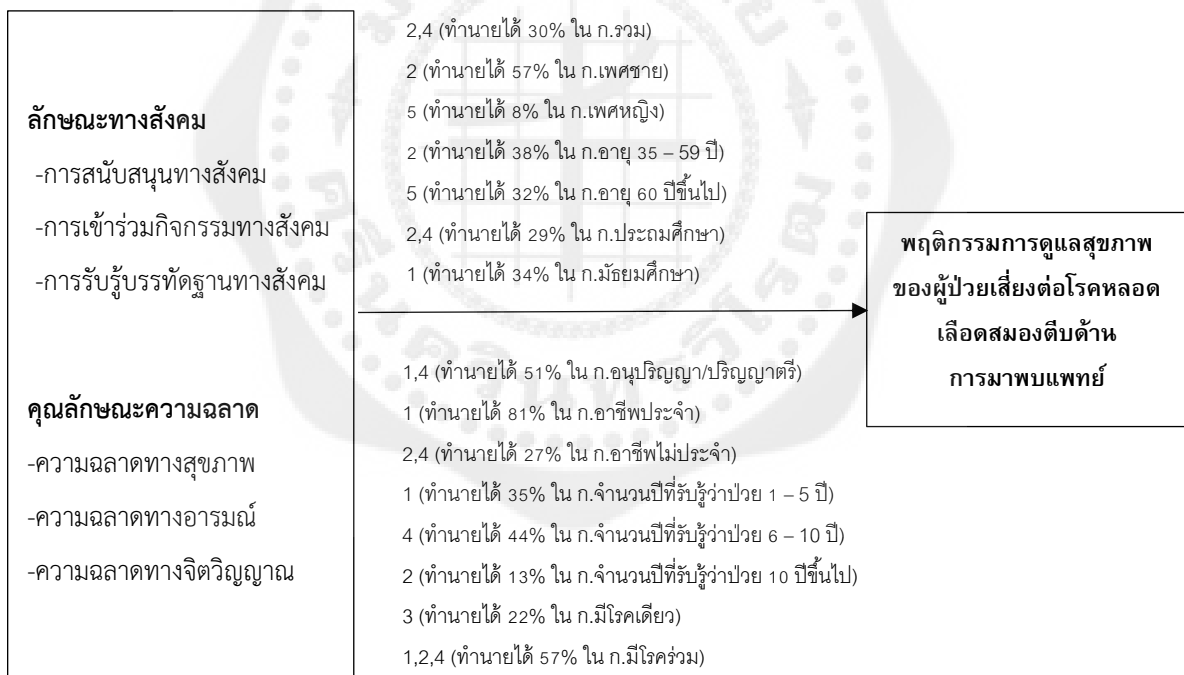 ลักษณะทางสังคม
-การสนับสนุนทางสังคม
-การเข้าร่วมกิจกรรมทางสังคม
-การรับรู้บรรทัดฐานทางสังคม
คุณลักษณะความฉลาด
-ความฉลาดทางสุขภาพ
-ความฉลาดทางอารมณ์
-ความฉลาดทางจิตวิญญาณ
2,4 (ทำนายได้ 30% ใน ก.รวม)
2 (ทำนายได้ 57% ใน ก.เพศชาย)
5 (ทำนายได้ 8% ใน ก.เพศหญิง)
2 (ทำนายได้ 38% ใน ก.อายุ 35 – 59 ปี)
5 (ทำนายได้ 32% ใน ก.อายุ 60 ปีขึ้นไป)
2,4 (ทำนายได้ 29% ใน ก.ประถมศึกษา)
1 (ทำนายได้ 34% ใน ก.มัธยมศึกษา)
1,4 (ทำนายได้ 51% ใน ก.อนุปริญญา/ปริญญาตรี)
1 (ทำนายได้ 81% ใน ก.อาชีพประจำ)
2,4 (ทำนายได้ 27% ใน ก.อาชีพไม่ประจำ)
1 (ทำนายได้ 35% ใน ก.จำนวนปีที่รับรู้ว่าป่วย 1 – 5 ปี)
4 (ทำนายได้ 44% ใน ก.จำนวนปีที่รับรู้ว่าป่วย 6 – 10 ปี)
2 (ทำนายได้ 13% ใน ก.จำนวนปีที่รับรู้ว่าป่วย 10 ปีขึ้นไป)
3 (ทำนายได้ 22% ใน ก.มีโรคเดียว)
1,2,4 (ทำนายได้ 57% ใน ก.มีโรคร่วม)
พฤติกรรมการดูแลสุขภาพ
ของผู้ป่วยเสี่ยงต่อโรคหลอด
เลือดสมองตีบด้าน
การมาพบแพทย์